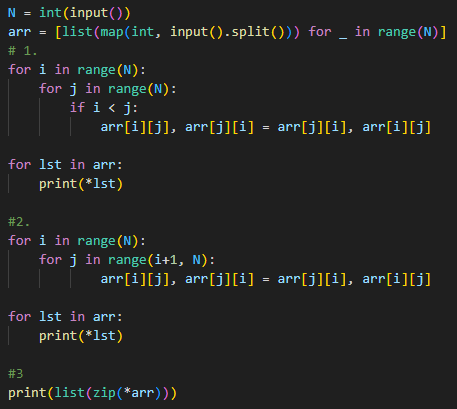 N = int(input())
arr = [list(map(int, input().split())) for _ in range(N)]
# 1.
for i in range(N):
    for j in range(N):
        if i < j:
            arr[i][j], arr[j][i] = arr[j][i], arr[i][j]

for lst in arr:
    print(*lst)

#2.
for i in range(N):
    for j in range(i+1, N):
            arr[i][j], arr[j][i] = arr[j][i], arr[i][j]

for lst in arr:
    print(*lst)

#3
print(list(zip(*arr)))